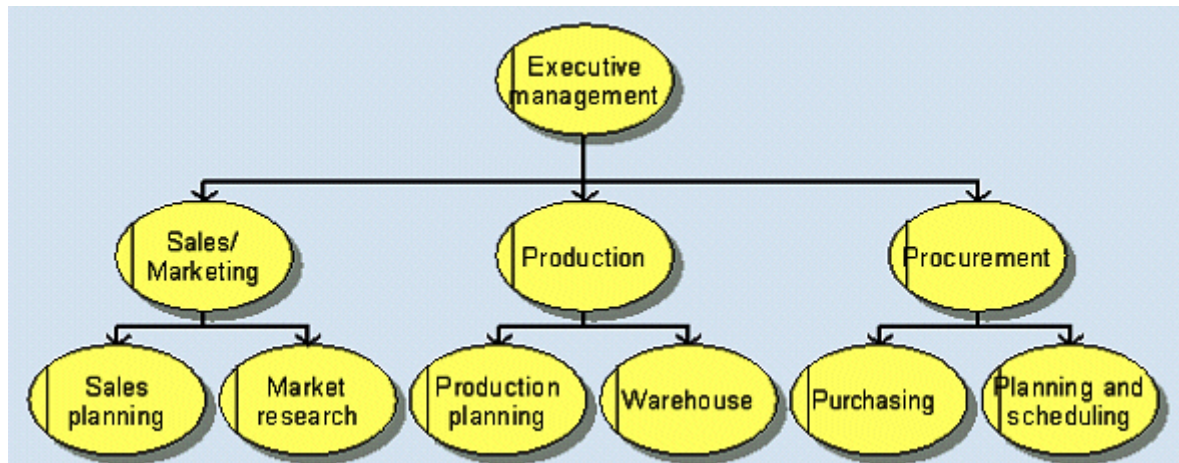 Executive
management
Sales/
Marketing
Production
Procurement
Sales
planning
Market
research
Production
planning
Warehouse
Purchasing
Planning and
scheduling